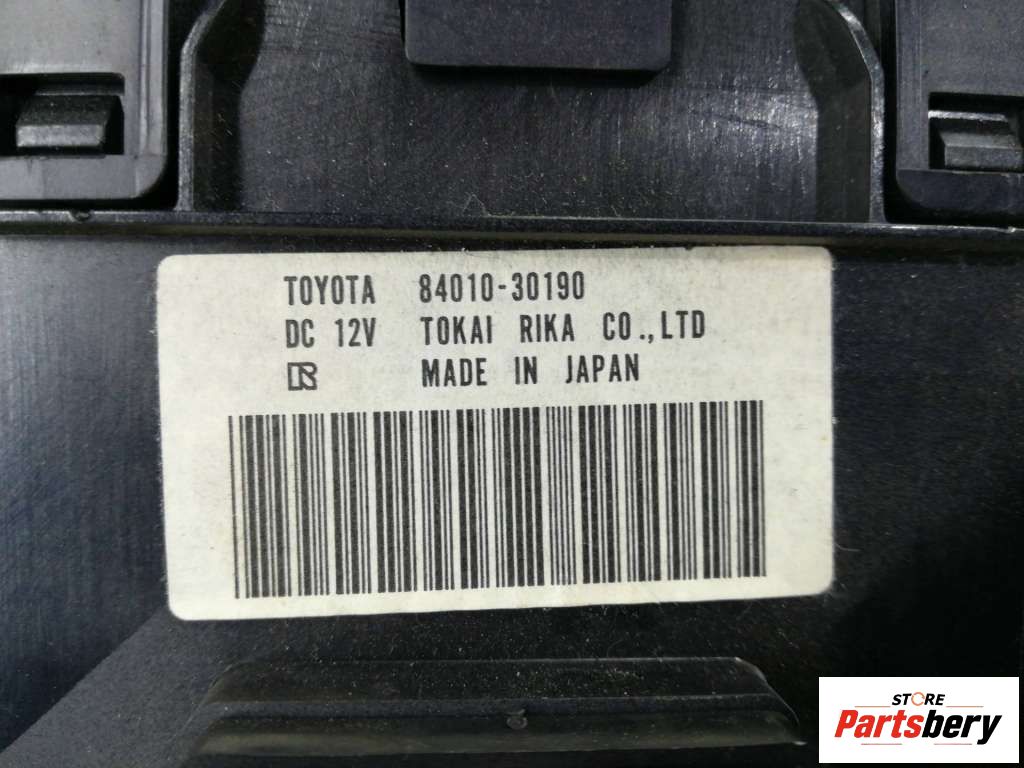 TOYOTA 84010-30190
DC 12V TOKAI RIKA CO.,LTD
R MADE IN JAPAN
STORE
Partsbery